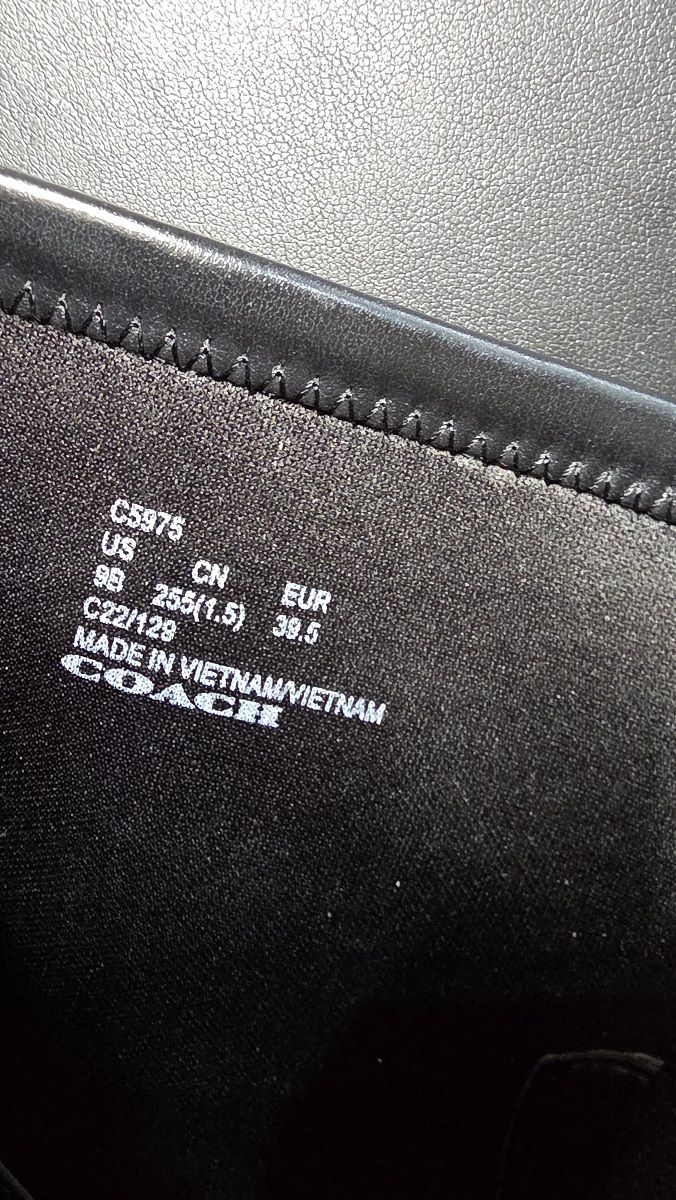 C5975
US CN EUR
9B 255(1.5) 39.5
C22/129
MADE IN VIETNAM/VIETNAM
COACH